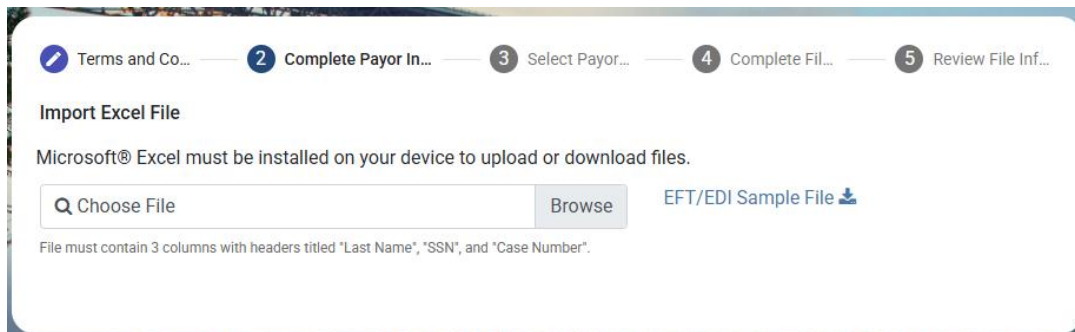 Terms and Co... 2 Complete Payor In... 3 Select Payor... 4 Complete Fil... 5 Review File Inf...
Import Excel File
Microsoft® Excel must be installed on your device to upload or download files.
Choose File Browse EFT/EDI Sample File
File must contain 3 columns with headers titled "Last Name", "SSN", and "Case Number".